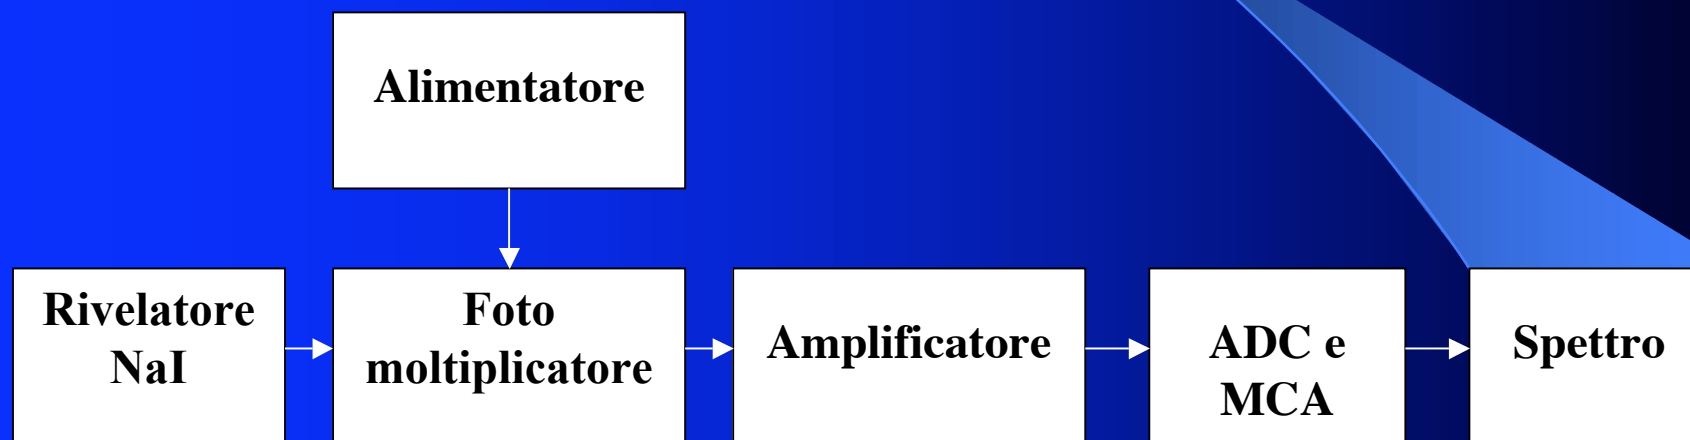 Alimentatore
Rivelatore
NaI
Foto
moltiplicatore
Amplificatore
ADC e
MCA
Spettro